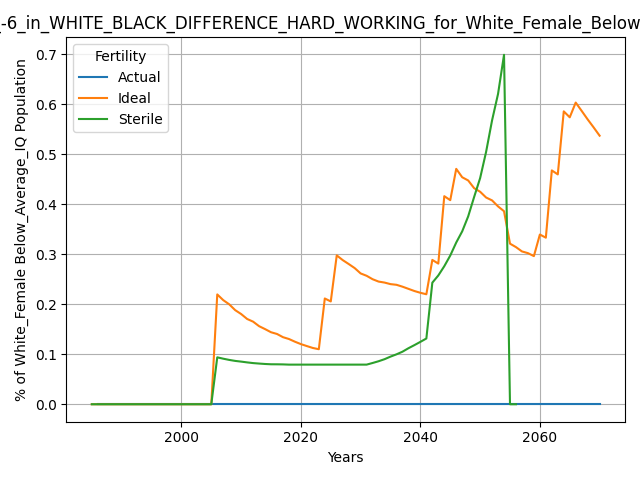 _-6_in_WHITE_BLACK_DIFFERENCE_HARD_WORKING_for_White_Female_Below
% of White_Female Below_Average_IQ Population
Fertility
Actual
Ideal
Sterile
0.7
0.6
0.5
0.4
0.3
0.2
0.1
0.0
2000 2020 2040 2060
Years